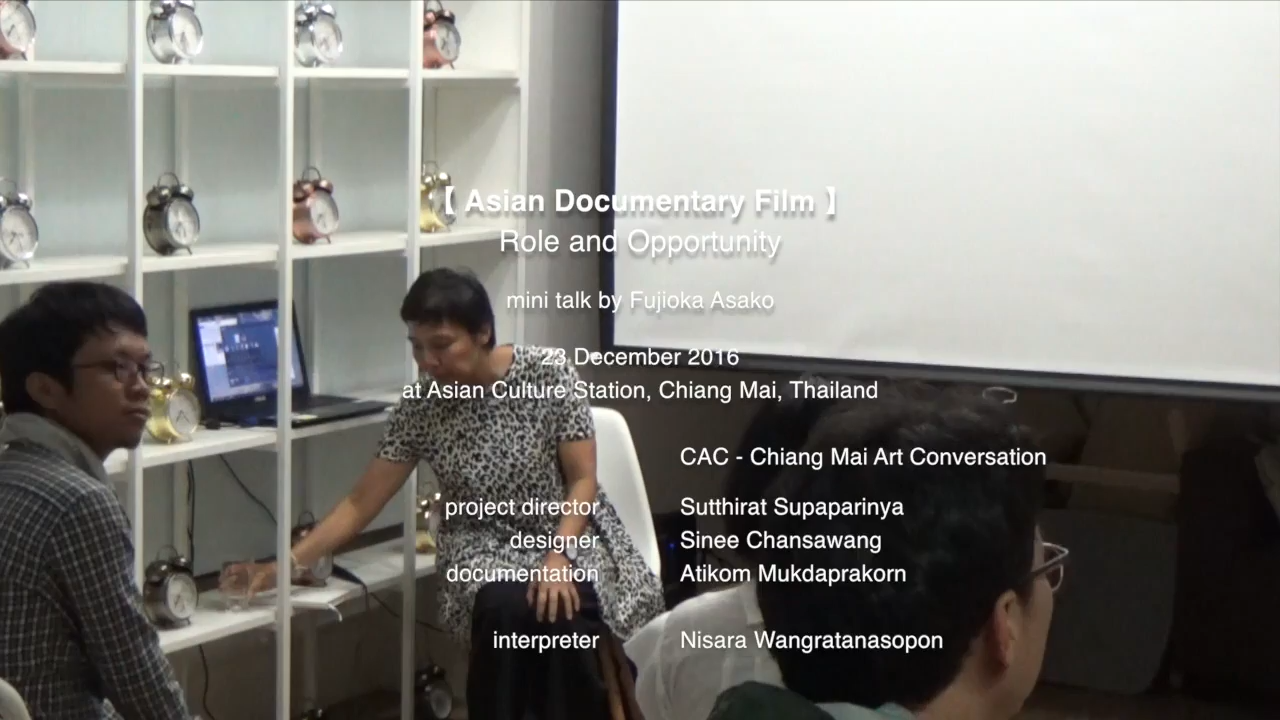 【 Asian Documentary Film 】
Role and Opportunity
mini talk by Fujioka Asako
23 December 2016
at Asian Culture Station, Chiang Mai, Thailand
CAC - Chiang Mai Art Conversation
project director Sutthirat Supaparinya
designer Sinee Chansawang
documentation Atikom Mukdaprakorn
interpreter Nisara Wangratanasopon